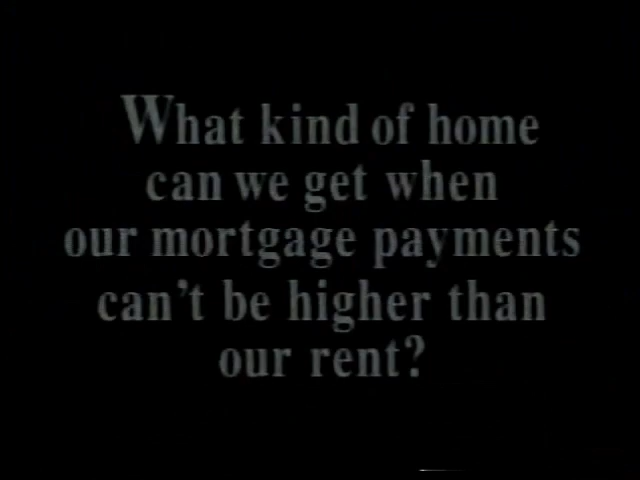 What kind of home
can we get when
our mortgage payments
can't be higher than
our rent?